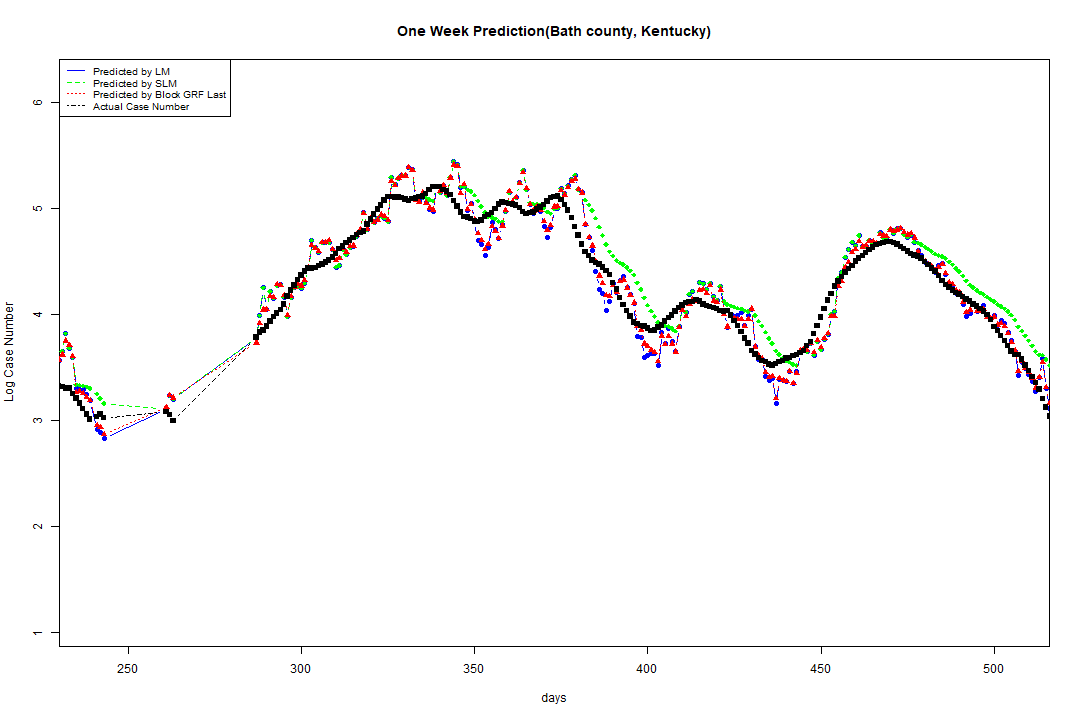 One Week Prediction(Bath county, Kentucky)
Predicted by LM
Predicted by SLM
Predicted by Block GRF Last
Actual Case Number
6
5
4
3
2
1
Log Case Number
250 300 350 400 450 500
days